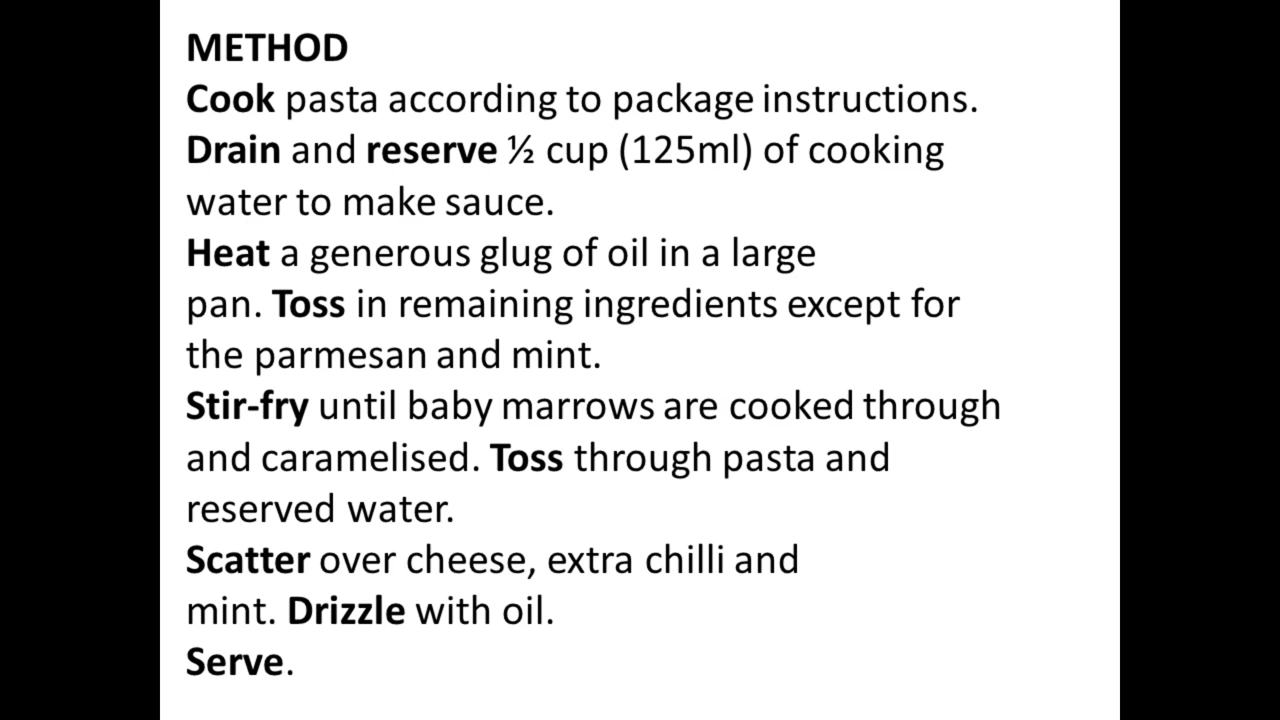 METHOD
Cook pasta according to package instructions.
Drain and reserve ½ cup (125ml) of cooking
water to make sauce.
Heat a generous glug of oil in a large
pan. Toss in remaining ingredients except for
the parmesan and mint.
Stir-fry until baby marrows are cooked through
and caramelised. Toss through pasta and
reserved water.
Scatter over cheese, extra chilli and
mint. Drizzle with oil.
Serve.